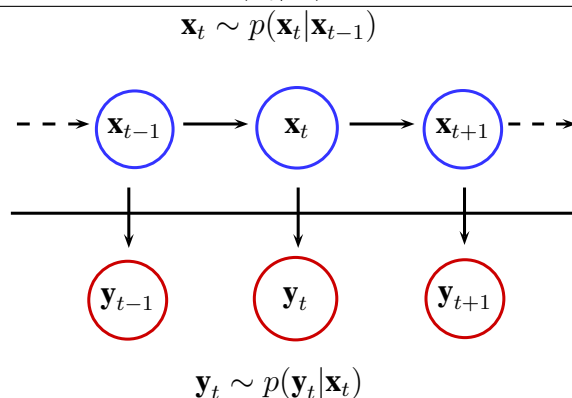 𝐱ₜ ∼ p(𝐱ₜ|𝐱ₜ₋₁)
𝐱ₜ₋₁ 𝐱ₜ 𝐱ₜ₊₁
𝐲ₜ₋₁ 𝐲ₜ 𝐲ₜ₊₁
𝐲ₜ ∼ p(𝐲ₜ|𝐱ₜ)